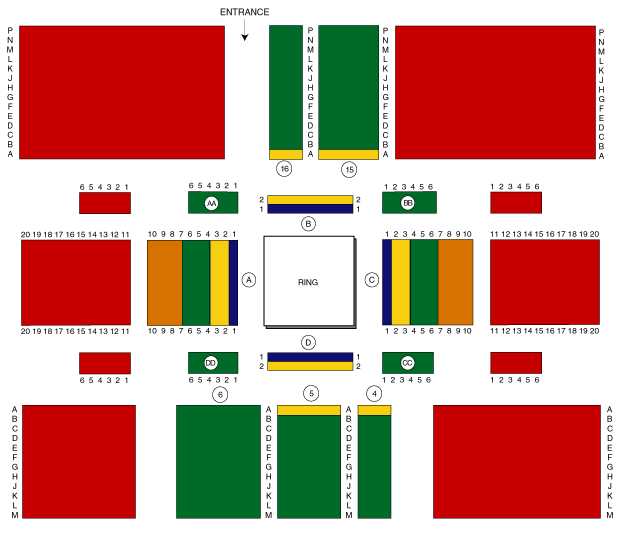 ENTRANCE
P P P P
N N N N
M M M M
L L L L
K K K K
J J J J
H H H H
G G G G
F F F F
E E E E
D D D D
C C C C
B B B B
A A A A
16 15
6 5 4 3 2 1 6 5 4 3 2 1 1 2 3 4 5 6 1 2 3 4 5 6
AA BB
2 2
1 1
B
20 19 18 17 16 15 14 13 12 11 10 9 8 7 6 5 4 3 2 1 1 2 3 4 5 6 7 8 9 10 11 12 13 14 15 16 17 18 19 20
A RING C
20 19 18 17 16 15 14 13 12 11 10 9 8 7 6 5 4 3 2 1 1 2 3 4 5 6 7 8 9 10 11 12 13 14 15 16 17 18 19 20
D
1 1
2 2
DD CC
6 5 4 3 2 1 6 5 4 3 2 1 1 2 3 4 5 6 1 2 3 4 5 6
6 5 4
A A A A
B B B B
C C C C
D D D D
E E E E
F F F F
G G G G
H H H H
J J J J
K K K K
L L L L
M M M M